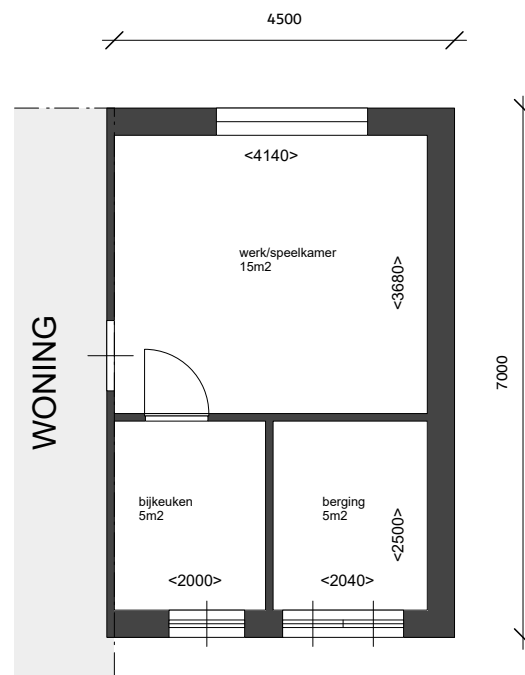 4500
<4140>
werk/speelkamer
15m2
<3680>
WONING
7000
bijkeuken
5m2
berging
5m2
<2500>
<2000>
<2040>